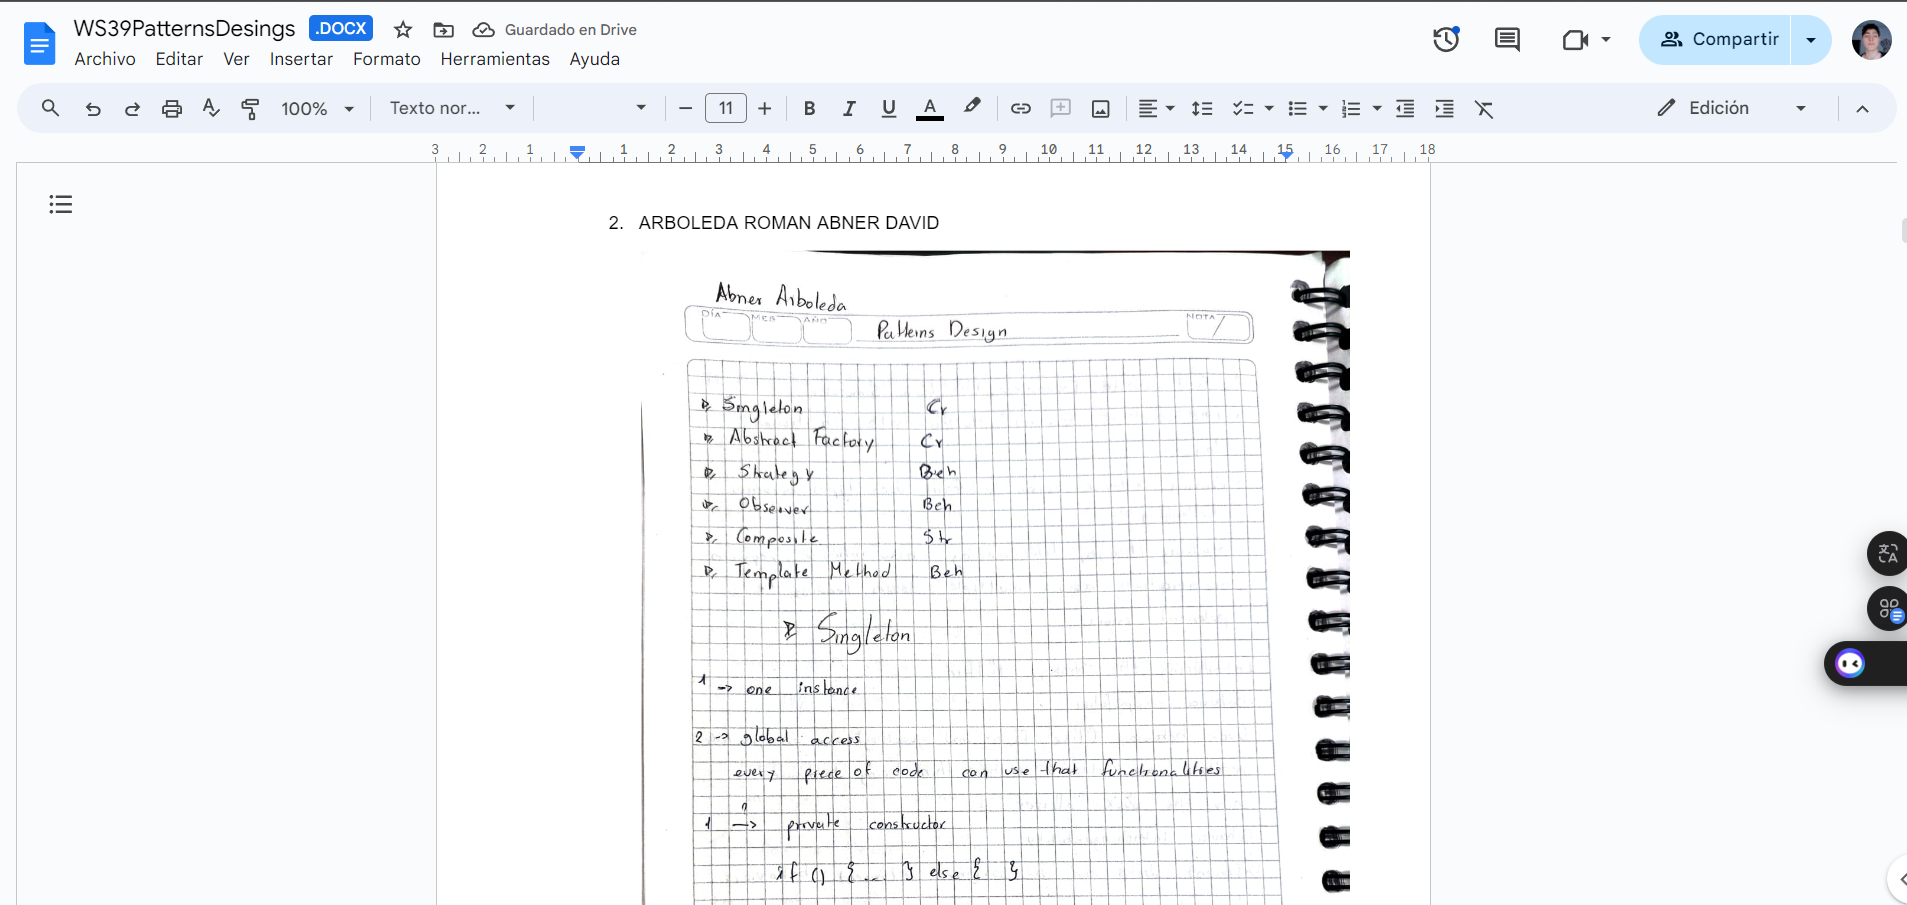 WS39PatternsDesings .DOCX Guardado en Drive
Archivo Editar Ver Insertar Formato Herramientas Ayuda
Compartir
100% Texto nor... 11 Edición
3 2 1 1 2 3 4 5 6 7 8 9 10 11 12 13 14 15 16 17 18
2. ARBOLEDA ROMAN ABNER DAVID
Abner Arboleda
DÍA MES AÑO Patterns Design NOTA
Singleton Cr
Abstract Factory Cr
Strategy Beh
Observer Beh
Composite Str
Template Method Beh
Singleton
1 → one instance
2 → global access
every piece of code can use that functionalities
?
1 → private constructor
if () { ... } else { }